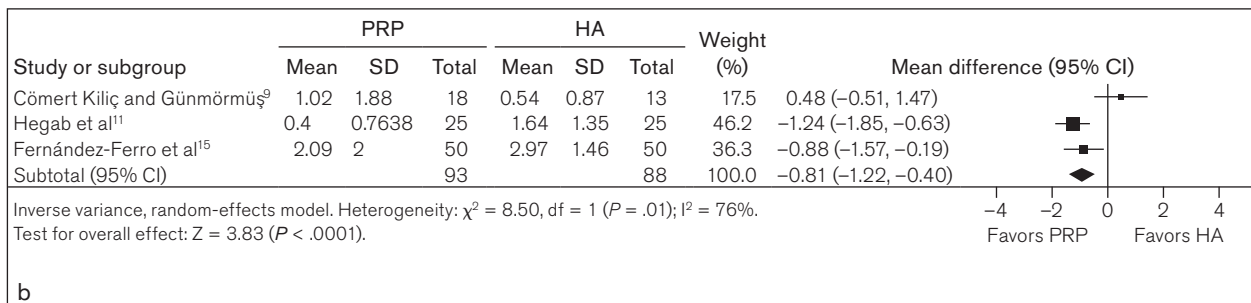 PRP HA Weight
Study or subgroup Mean SD Total Mean SD Total (%) Mean difference (95% CI)
Cömert Kiliç and Günmörmüş⁹ 1.02 1.88 18 0.54 0.87 13 17.5 0.48 (–0.51, 1.47)
Hegab et al¹¹ 0.4 0.7638 25 1.64 1.35 25 46.2 –1.24 (–1.85, –0.63)
Fernández-Ferro et al¹⁵ 2.09 2 50 2.97 1.46 50 36.3 –0.88 (–1.57, –0.19)
Subtotal (95% CI) 93 88 100.0 –0.81 (–1.22, –0.40)
Inverse variance, random-effects model. Heterogeneity: χ² = 8.50, df = 1 (P = .01); I² = 76%.
Test for overall effect: Z = 3.83 (P < .0001).
–4 –2 0 2 4
Favors PRP Favors HA
b